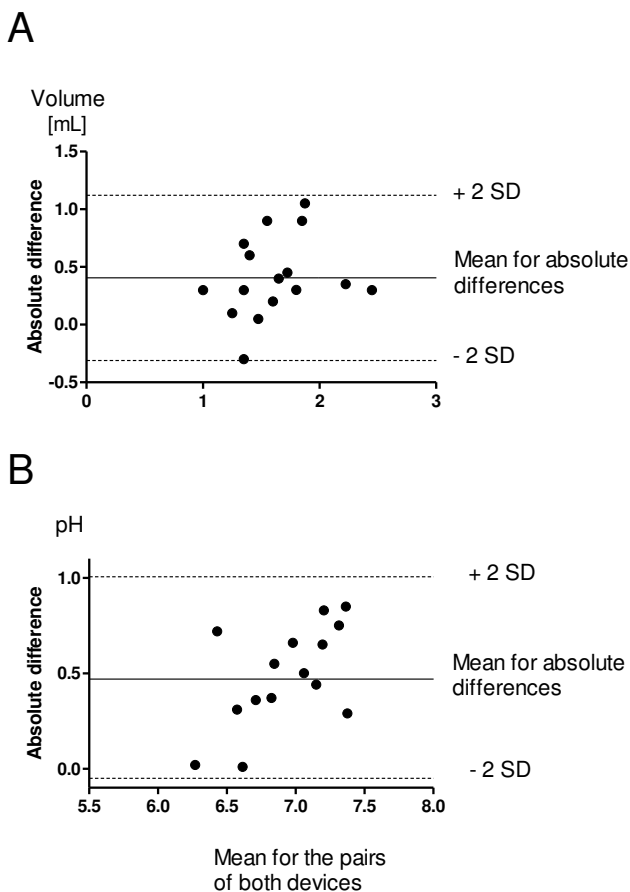 A
Volume
[mL]
Absolute difference
1.5
1.0
0.5
0.0
-0.5
0
1
2
3
+ 2 SD
Mean for absolute
differences
- 2 SD
B
pH
Absolute difference
1.0
0.5
0.0
5.5
6.0
6.5
7.0
7.5
8.0
+ 2 SD
Mean for absolute
differences
- 2 SD
Mean for the pairs
of both devices